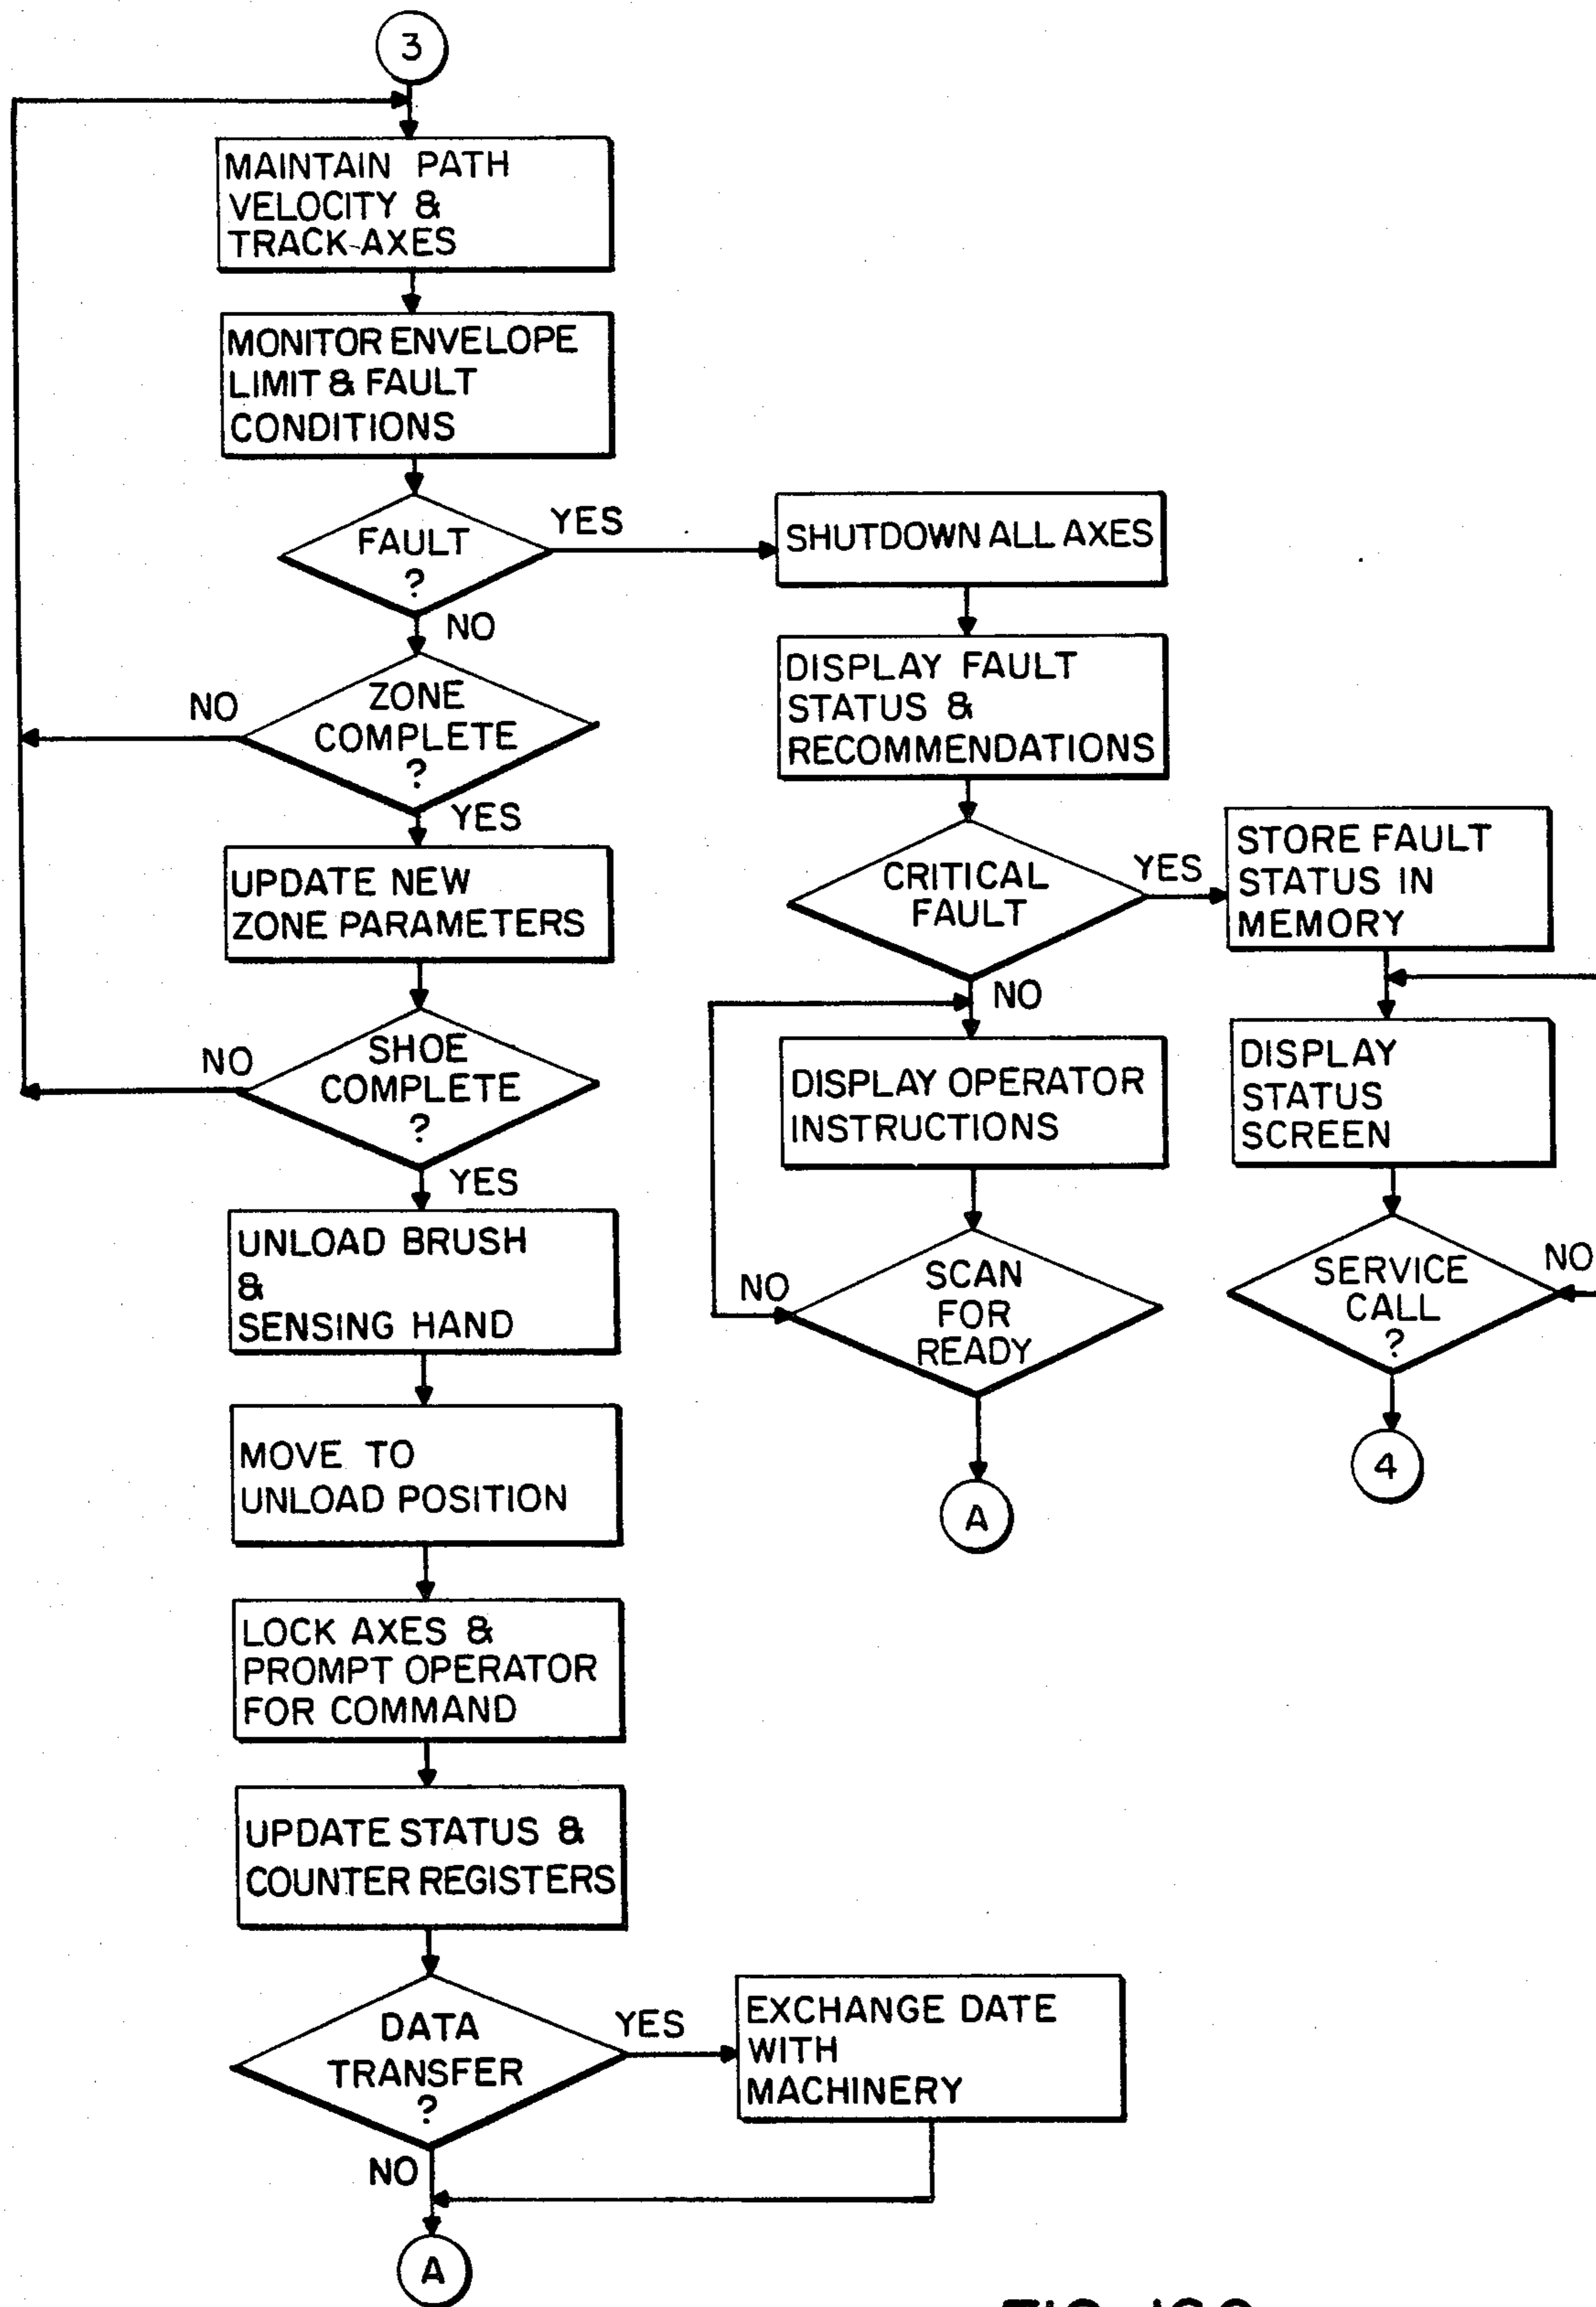 3
MAINTAIN PATH
VELOCITY &
TRACK-AXES
MONITOR ENVELOPE
LIMIT & FAULT
CONDITIONS
FAULT
?
YES
NO
SHUTDOWN ALL AXES
DISPLAY FAULT
STATUS &
RECOMMENDATIONS
ZONE
COMPLETE
?
NO
YES
UPDATE NEW
ZONE PARAMETERS
CRITICAL
FAULT
YES
NO
STORE FAULT
STATUS IN
MEMORY
SHOE
COMPLETE
?
NO
YES
DISPLAY OPERATOR
INSTRUCTIONS
DISPLAY
STATUS
SCREEN
UNLOAD BRUSH
&
SENSING HAND
SCAN
FOR
READY
NO
SERVICE
CALL
?
NO
MOVE TO
UNLOAD POSITION
A
4
LOCK AXES &
PROMPT OPERATOR
FOR COMMAND
UPDATE STATUS &
COUNTER REGISTERS
DATA
TRANSFER
?
YES
NO
EXCHANGE DATE
WITH
MACHINERY
A